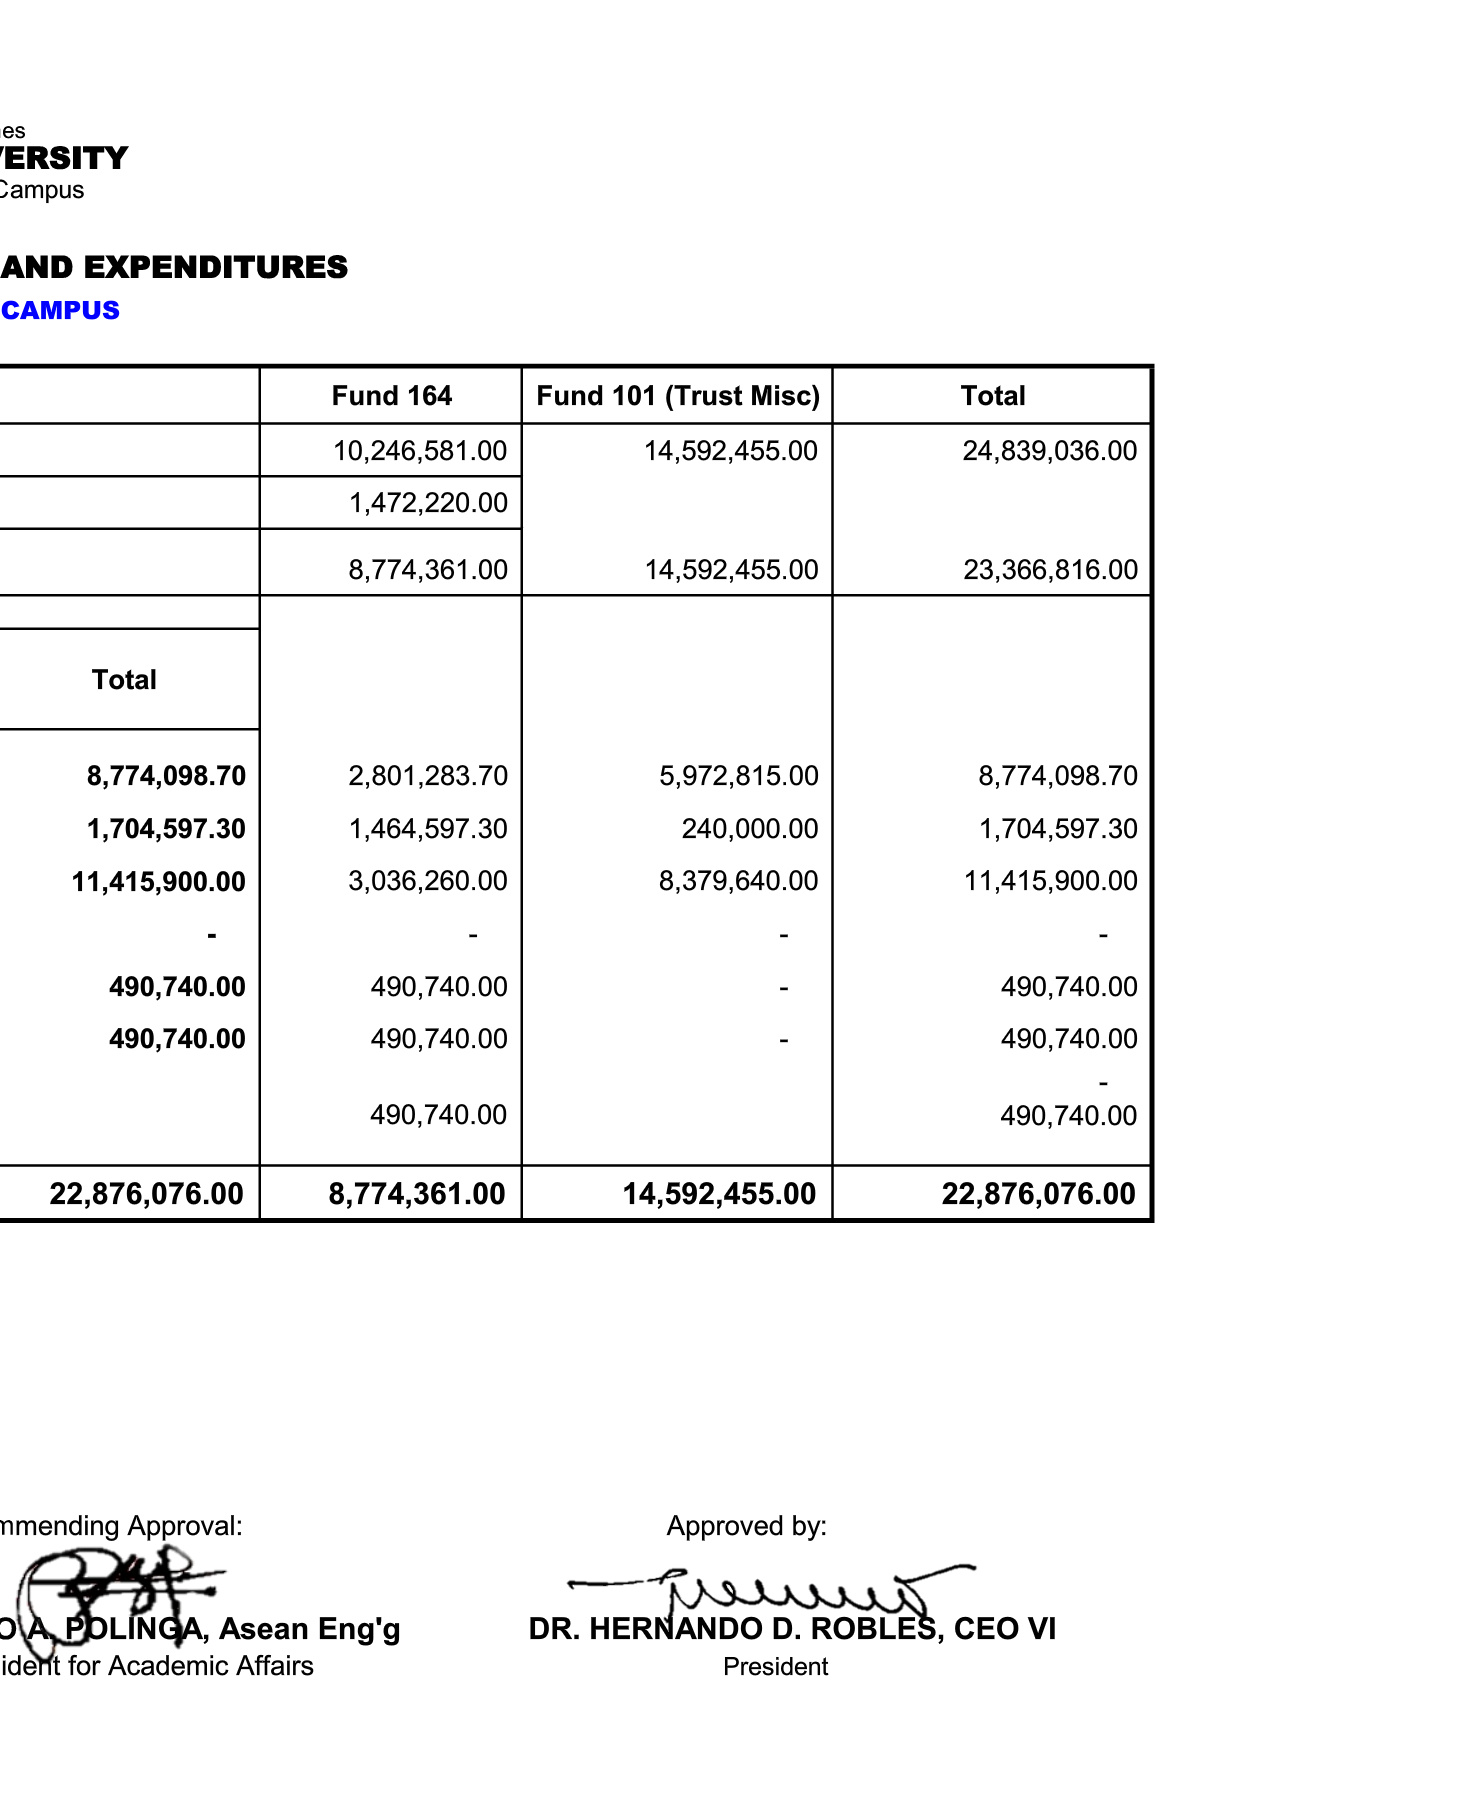 VERSITY
Campus
AND EXPENDITURES
CAMPUS
Fund 164 Fund 101 (Trust Misc) Total
10,246,581.00 14,592,455.00 24,839,036.00
1,472,220.00
8,774,361.00 14,592,455.00 23,366,816.00
Total
8,774,098.70 2,801,283.70 5,972,815.00 8,774,098.70
1,704,597.30 1,464,597.30 240,000.00 1,704,597.30
11,415,900.00 3,036,260.00 8,379,640.00 11,415,900.00
- - - -
490,740.00 490,740.00 - 490,740.00
490,740.00 490,740.00 - 490,740.00
-
490,740.00 490,740.00
22,876,076.00 8,774,361.00 14,592,455.00 22,876,076.00
mmending Approval: Approved by:
O A. POLINGA, Asean Eng'g DR. HERNANDO D. ROBLES, CEO VI
ident for Academic Affairs President